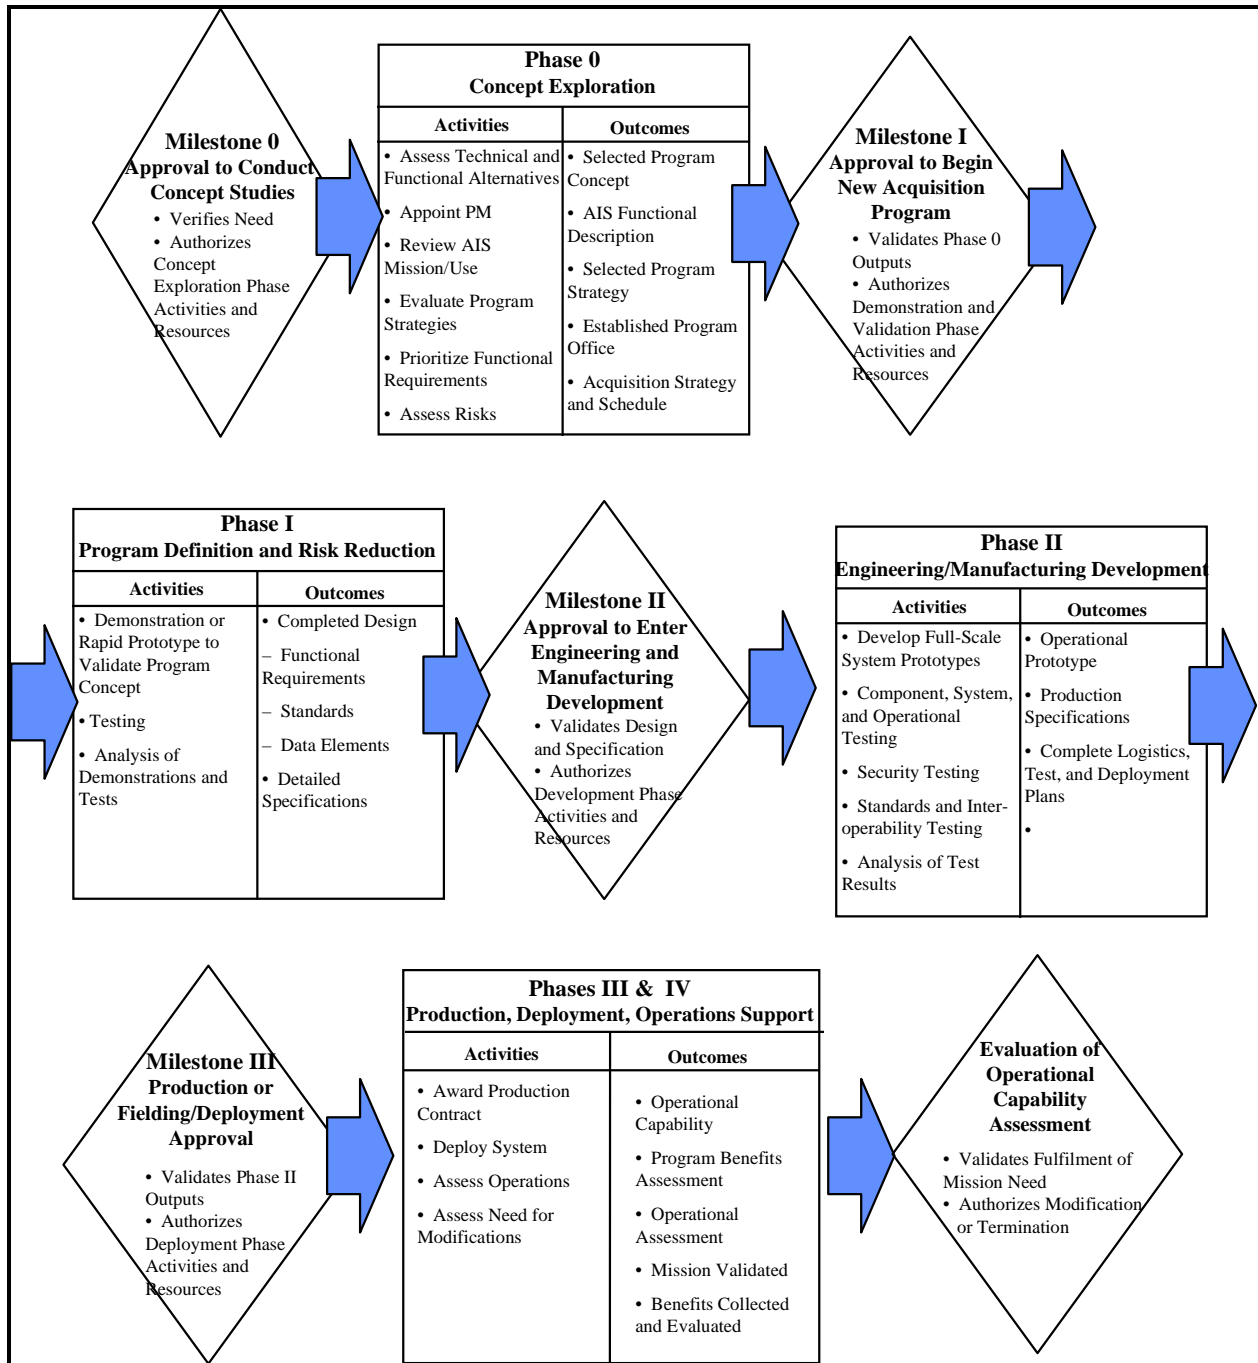 Milestone 0
Approval to Conduct
Concept Studies
• Verifies Need
• Authorizes
Concept
Exploration Phase
Activities and
Resources
Phase 0
Concept Exploration
Activities
• Assess Technical and
Functional Alternatives
• Appoint PM
• Review AIS
Mission/Use
• Evaluate Program
Strategies
• Prioritize Functional
Requirements
• Assess Risks
Outcomes
• Selected Program
Concept
• AIS Functional
Description
• Selected Program
Strategy
• Established Program
Office
• Acquisition Strategy
and Schedule
Milestone I
Approval to Begin
New Acquisition
Program
• Validates Phase 0
Outputs
• Authorizes
Demonstration and
Validation Phase
Activities and
Resources
Phase I
Program Definition and Risk Reduction
Activities
• Demonstration or
Rapid Prototype to
Validate Program
Concept
• Testing
• Analysis of
Demonstrations and
Tests
Outcomes
• Completed Design
– Functional
Requirements
– Standards
– Data Elements
• Detailed
Specifications
Milestone II
Approval to Enter
Engineering and
Manufacturing
Development
• Validates Design
and Specification
• Authorizes
Development Phase
Activities and
Resources
Phase II
Engineering/Manufacturing Development
Activities
• Develop Full-Scale
System Prototypes
• Component, System,
and Operational
Testing
• Security Testing
• Standards and Inter-
operability Testing
• Analysis of Test
Results
Outcomes
• Operational
Prototype
• Production
Specifications
• Complete Logistics,
Test, and Deployment
Plans
•
Milestone III
Production or
Fielding/Deployment
Approval
• Validates Phase II
Outputs
• Authorizes
Deployment Phase
Activities and
Resources
Phases III & IV
Production, Deployment, Operations Support
Activities
• Award Production
Contract
• Deploy System
• Assess Operations
• Assess Need for
Modifications
Outcomes
• Operational
Capability
• Program Benefits
Assessment
• Operational
Assessment
• Mission Validated
• Benefits Collected
and Evaluated
Evaluation of
Operational
Capability
Assessment
• Validates Fulfilment of
Mission Need
• Authorizes Modification
or Termination